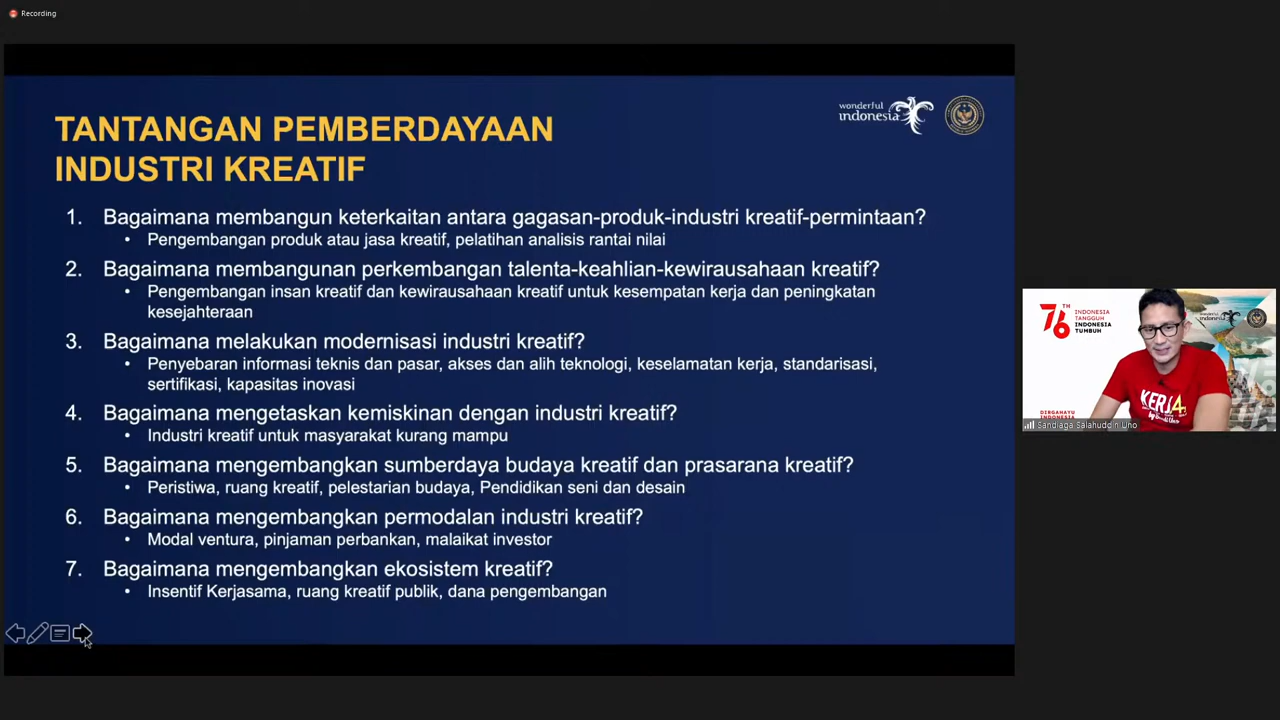 Recording
TANTANGAN PEMBERDAYAAN
INDUSTRI KREATIF
wonderful
indonesia
1. Bagaimana membangun keterkaitan antara gagasan-produk-industri kreatif-permintaan?
• Pengembangan produk atau jasa kreatif, pelatihan analisis rantai nilai
2. Bagaimana membangunan perkembangan talenta-keahlian-kewirausahaan kreatif?
• Pengembangan insan kreatif dan kewirausahaan kreatif untuk kesempatan kerja dan peningkatan
kesejahteraan
3. Bagaimana melakukan modernisasi industri kreatif?
• Penyebaran informasi teknis dan pasar, akses dan alih teknologi, keselamatan kerja, standarisasi,
sertifikasi, kapasitas inovasi
4. Bagaimana mengetaskan kemiskinan dengan industri kreatif?
• Industri kreatif untuk masyarakat kurang mampu
5. Bagaimana mengembangkan sumberdaya budaya kreatif dan prasarana kreatif?
• Peristiwa, ruang kreatif, pelestarian budaya, Pendidikan seni dan desain
6. Bagaimana mengembangkan permodalan industri kreatif?
• Modal ventura, pinjaman perbankan, malaikat investor
7. Bagaimana mengembangkan ekosistem kreatif?
• Insentif Kerjasama, ruang kreatif publik, dana pengembangan
76TH
INDONESIA
TANGGUH
INDONESIA
TUMBUH
wonderful
indonesia
KERJ4
DIRGAHAYU
INDONESIA
Sandiaga Salahuddin Uno